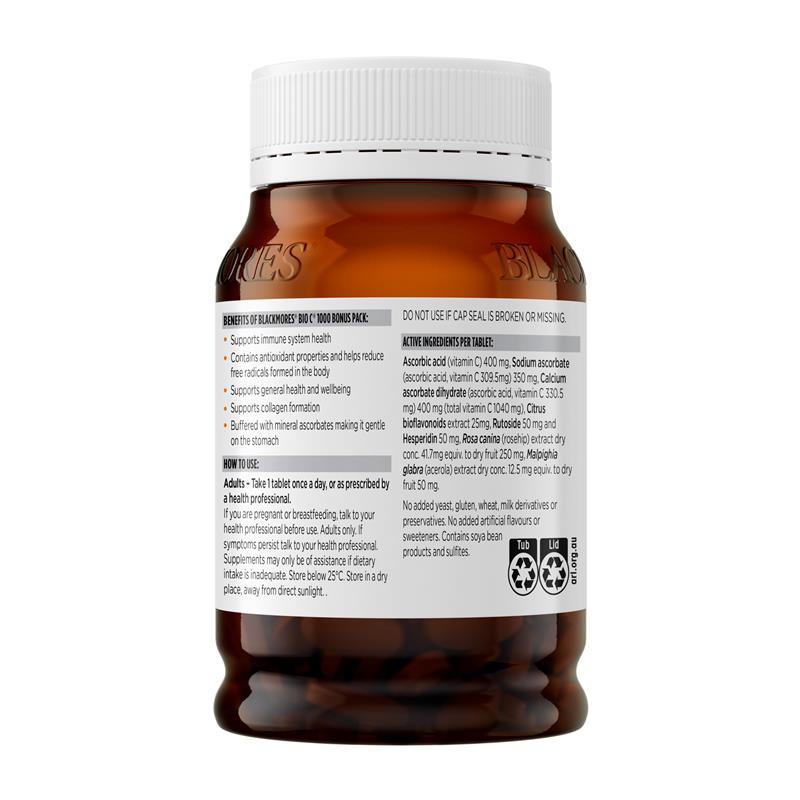 ORES
BLAC
BENEFITS OF BLACKMORES® BIO C® 1000 BONUS PACK:
• Supports immune system health
• Contains antioxidant properties and helps reduce
free radicals formed in the body
• Supports general health and wellbeing
• Supports collagen formation
• Buffered with mineral ascorbates making it gentle
on the stomach
HOW TO USE:
Adults – Take 1 tablet once a day, or as prescribed by
a health professional.
If you are pregnant or breastfeeding, talk to your
health professional before use. Adults only. If
symptoms persist talk to your health professional.
Supplements may only be of assistance if dietary
intake is inadequate. Store below 25°C. Store in a dry
place, away from direct sunlight. .
DO NOT USE IF CAP SEAL IS BROKEN OR MISSING.
ACTIVE INGREDIENTS PER TABLET:
Ascorbic acid (vitamin C) 400 mg, Sodium ascorbate
(ascorbic acid, vitamin C 309.5mg) 350 mg, Calcium
ascorbate dihydrate (ascorbic acid, vitamin C 330.5
mg) 400 mg (total vitamin C 1040 mg), Citrus
bioflavonoids extract 25mg, Rutoside 50 mg and
Hesperidin 50 mg, Rosa canina (rosehip) extract dry
conc. 41.7mg equiv. to dry fruit 250 mg, Malpighia
glabra (acerola) extract dry conc. 12.5 mg equiv. to dry
fruit 50 mg.
No added yeast, gluten, wheat, milk derivatives or
preservatives. No added artificial flavours or
sweeteners. Contains soya bean
products and sulfites.
Tub
Lid
arl.org.au